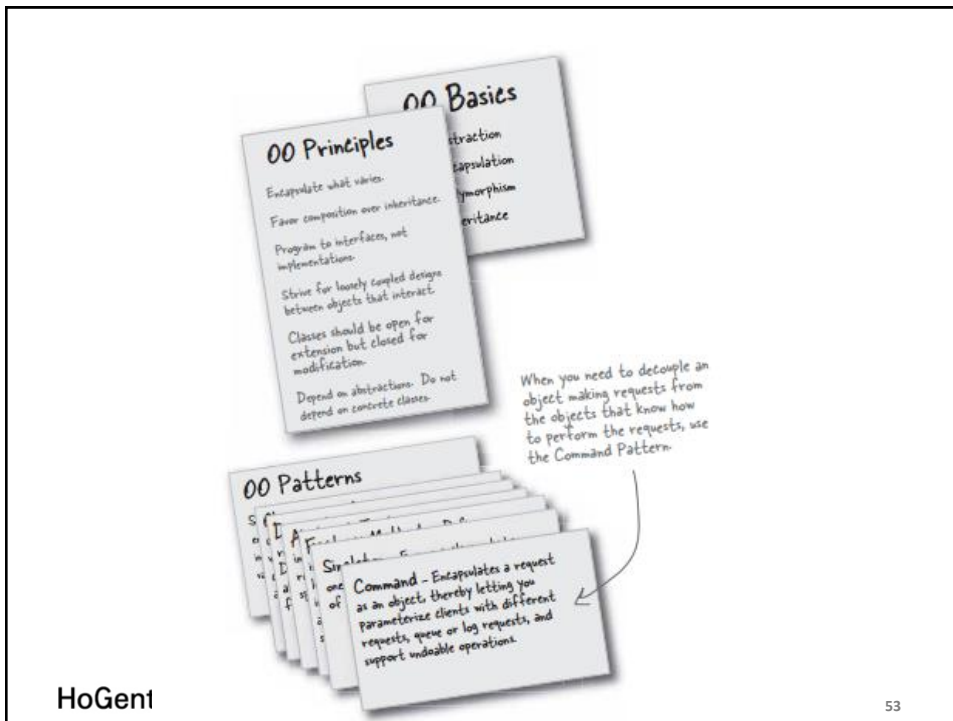 OO Basics
straction
capsulation
ymorphism
eritance
OO Principles
Encapsulate what varies.
Favor composition over inheritance.
Program to interfaces, not
implementations.
Strive for loosely coupled designs
between objects that interact.
Classes should be open for
extension but closed for
modification.
Depend on abstractions. Do not
depend on concrete classes.
When you need to decouple an
object making requests from
the objects that know how
to perform the requests, use
the Command Pattern.
OO Patterns
one
of
Command - Encapsulates a request
as an object, thereby letting you
parameterize clients with different
requests, queue or log requests, and
support undoable operations.
HoGent
53